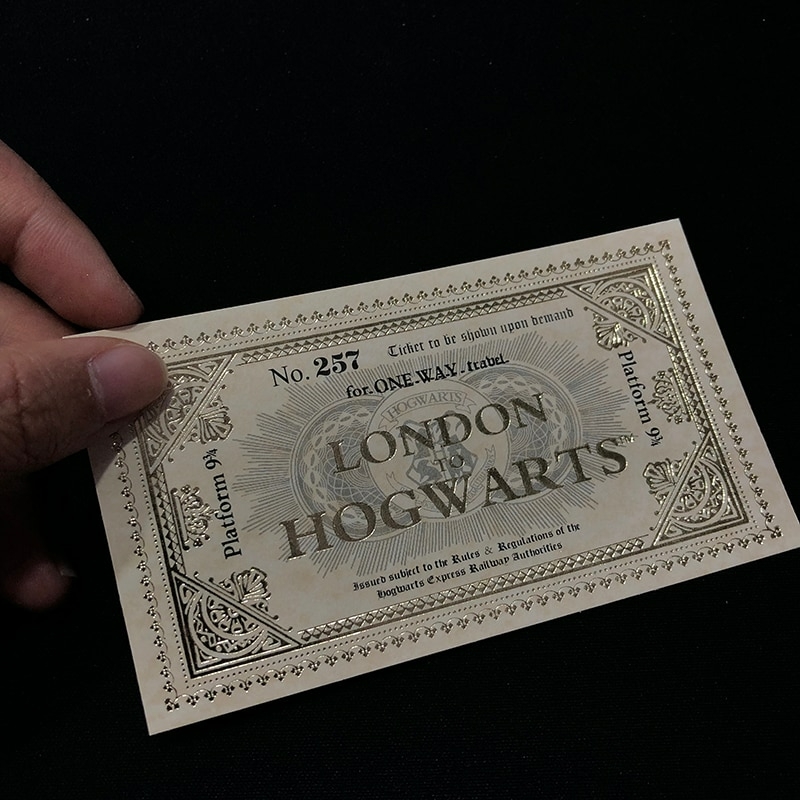 Ticket to be shown upon demand
No. 257
for ONE-WAY-travel-
HOGWARTS
LONDON
TO
HOGWARTS™
Platform 9¾
Platform 9¾
Issued subject to the Rules & Regulations of the
Hogwarts Express Railway Authorities